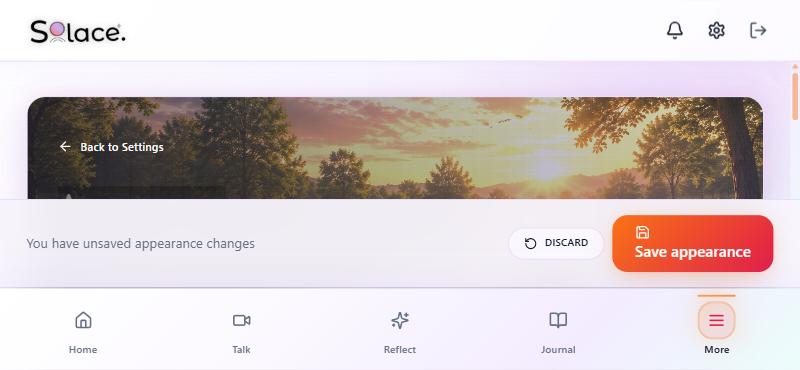 Solace.
Back to Settings
You have unsaved appearance changes
DISCARD
Save appearance
Home
Talk
Reflect
Journal
More